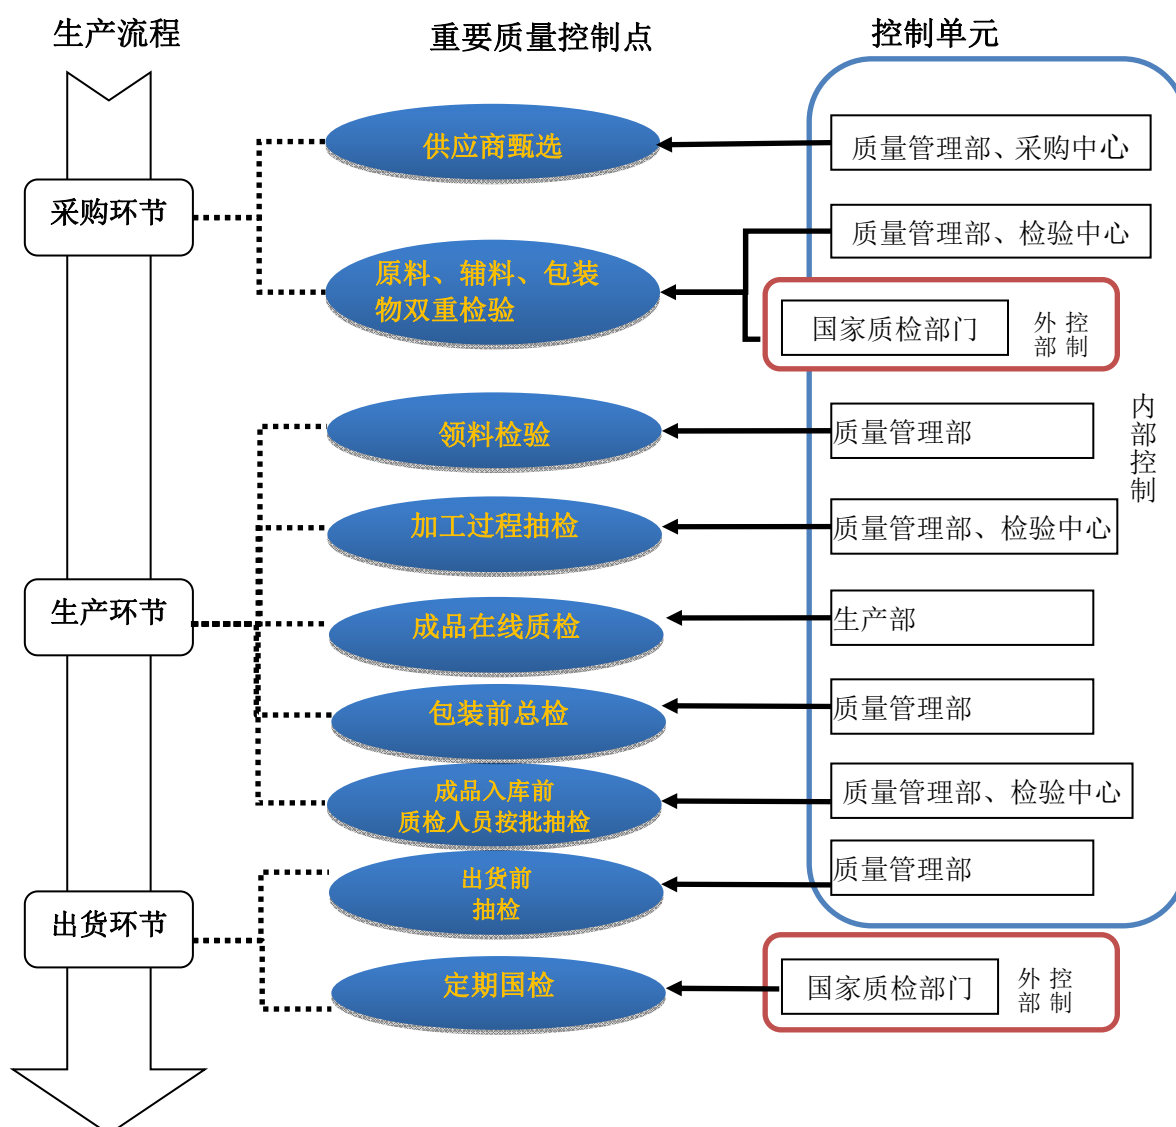 生产流程
重要质量控制点
控制单元
供应商甄选
质量管理部、采购中心
采购环节
质量管理部、检验中心
原料、辅料、包装
物双重检验
国家质检部门
外控
部制
领料检验
质量管理部
内部控制
加工过程抽检
质量管理部、检验中心
生产环节
成品在线质检
生产部
包装前总检
质量管理部
成品入库前
质检人员按批抽检
质量管理部、检验中心
出货前
抽检
质量管理部
出货环节
定期国检
国家质检部门
外控
部制